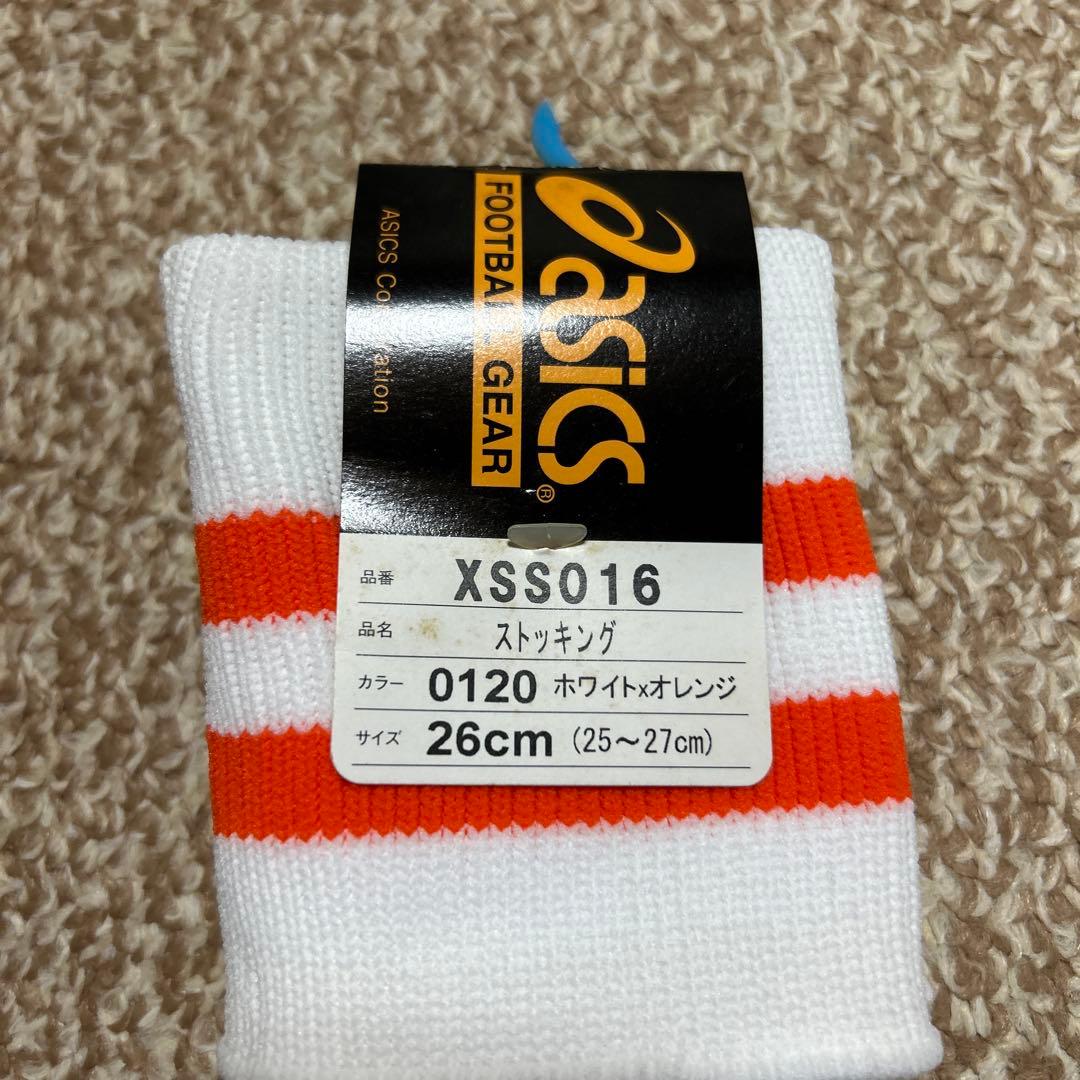 asics®
FOOTBALL GEAR
ASICS Corporation
品番 XSS016
品名 ストッキング
カラー 0120 ホワイトxオレンジ
サイズ 26cm (25～27cm)